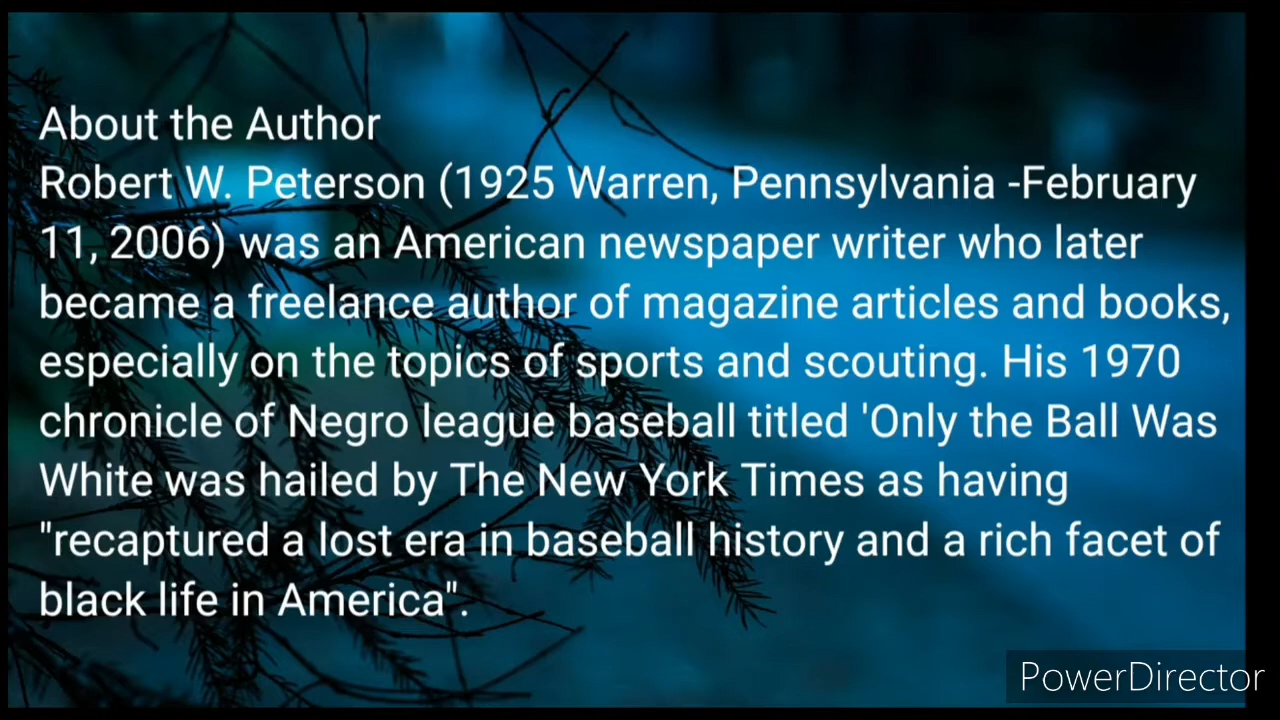 About the Author
Robert W. Peterson (1925 Warren, Pennsylvania -February
11, 2006) was an American newspaper writer who later
became a freelance author of magazine articles and books,
especially on the topics of sports and scouting. His 1970
chronicle of Negro league baseball titled 'Only the Ball Was
White was hailed by The New York Times as having
"recaptured a lost era in baseball history and a rich facet of
black life in America".
PowerDirector